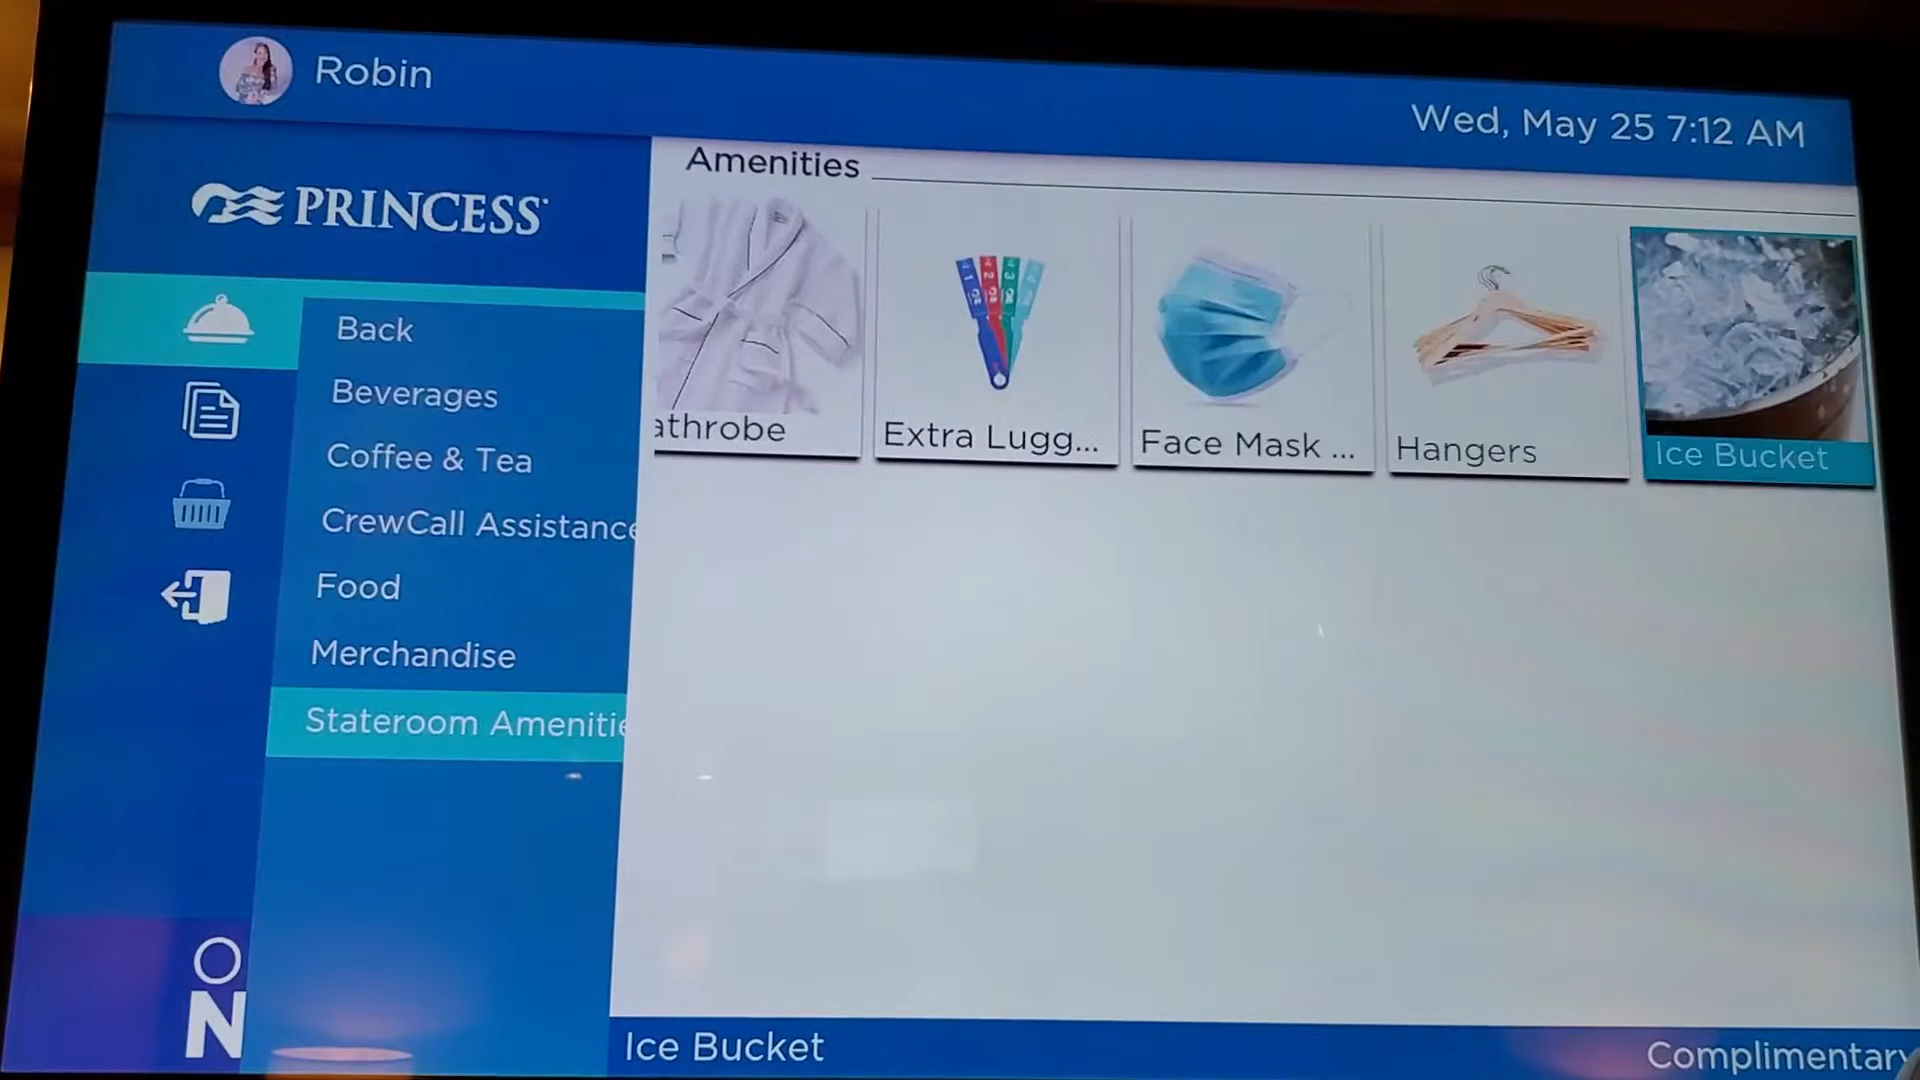 Robin
Wed, May 25 7:12 AM
PRINCESS
Amenities
Back
Beverages
Coffee & Tea
CrewCall Assistance
Food
Merchandise
Stateroom Amenitie
athrobe
Extra Lugg...
Face Mask ...
Hangers
Ice Bucket
O
N
Ice Bucket
Complimentary